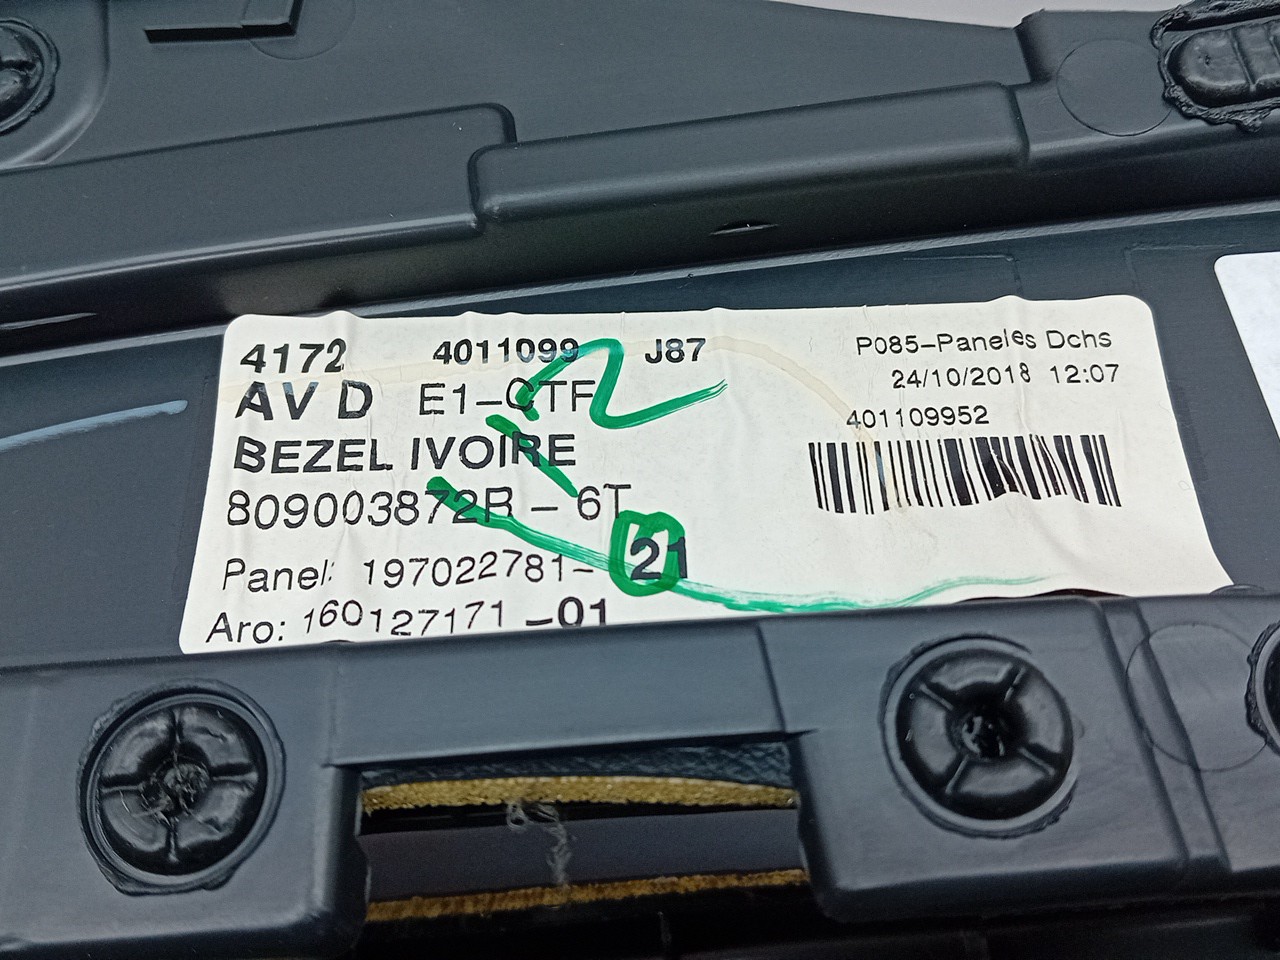 4172 4011099 J87
AV D E1-CTF
BEZEL IVOIRE
809003872R - 6T
Panel: 197022781- 21
Aro: 160127171 -01
P085-Paneles Dchs
24/10/2018 12:07
401109952